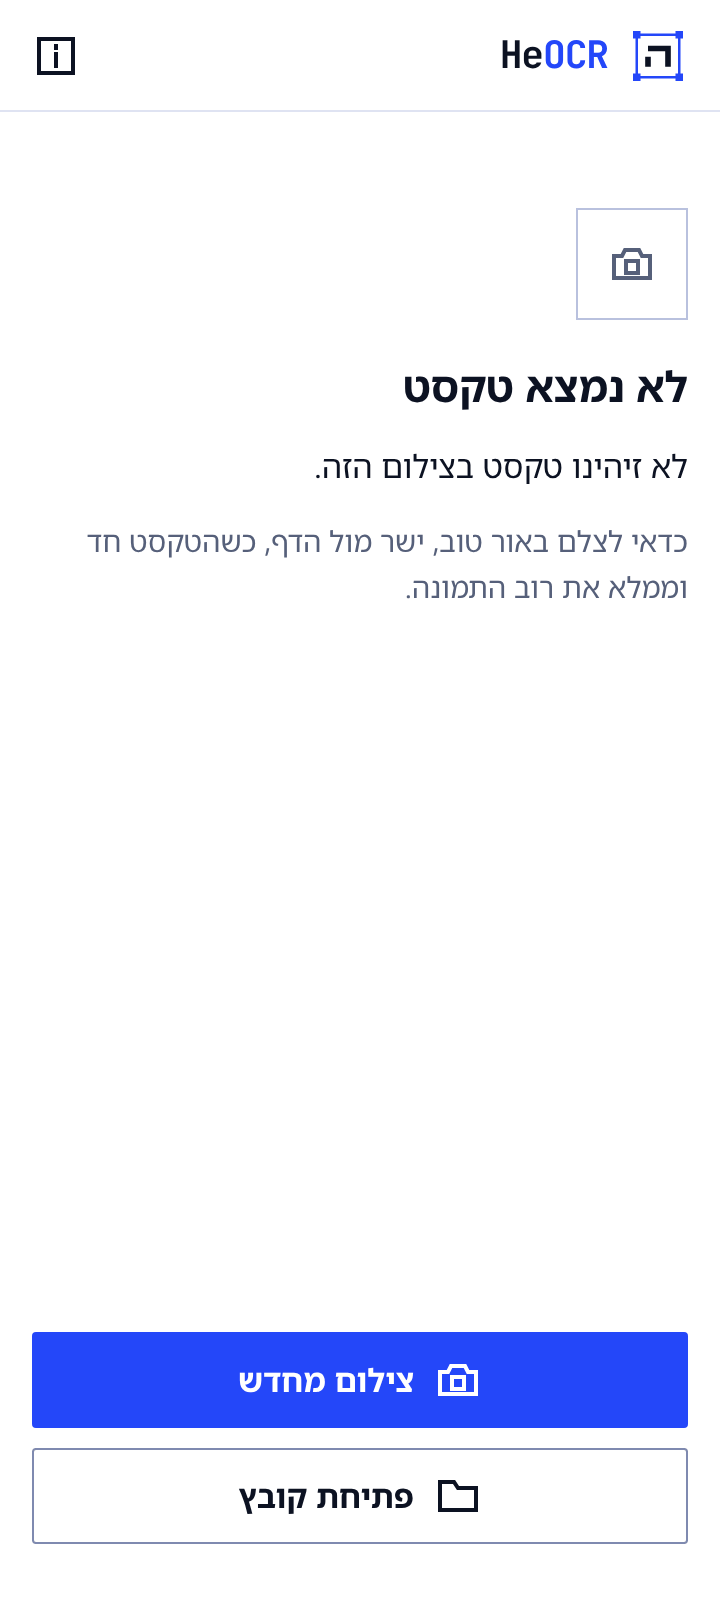 HeOCR
לא נמצא טקסט
לא זיהינו טקסט בצילום הזה.
כדאי לצלם באור טוב, ישר מול הדף, כשהטקסט חד
וממלא את רוב התמונה.
צילום מחדש
פתיחת קובץ